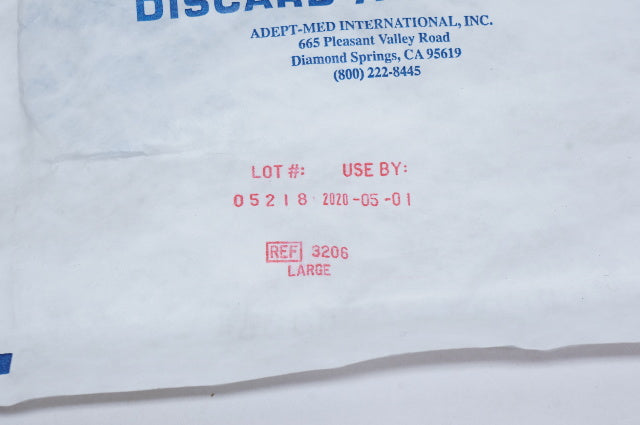 DISCARD
ADEPT-MED INTERNATIONAL, INC.
665 Pleasant Valley Road
Diamond Springs, CA 95619
(800) 222-8445
LOT #: USE BY:
05218 2020-05-01
REF 3206
LARGE